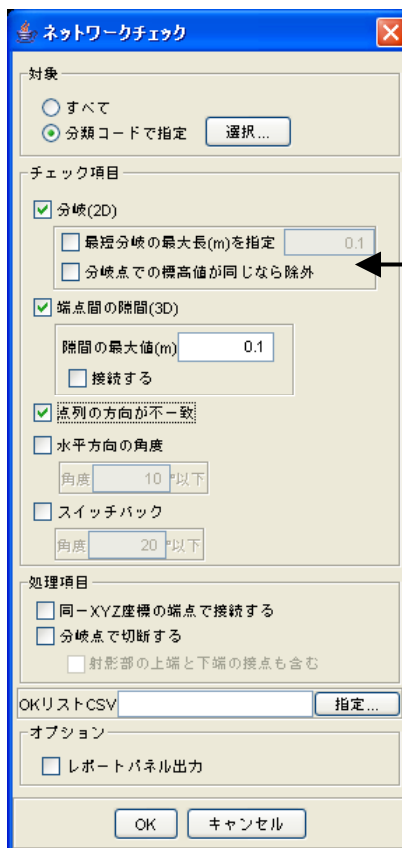 ネットワークチェック
対象
すべて
分類コードで指定 選択...
チェック項目
分岐(2D)
最短分岐の最大長(m)を指定 0.1
分岐点での標高値が同じなら除外
端点間の隙間(3D)
隙間の最大値(m) 0.1
接続する
点列の方向が不一致
水平方向の角度
角度 10 °以下
スイッチバック
角度 20 °以下
処理項目
同一XYZ座標の端点で接続する
分岐点で切断する
射影部の上端と下端の接点も含む
OKリストCSV 指定...
オプション
レポートパネル出力
OK キャンセル